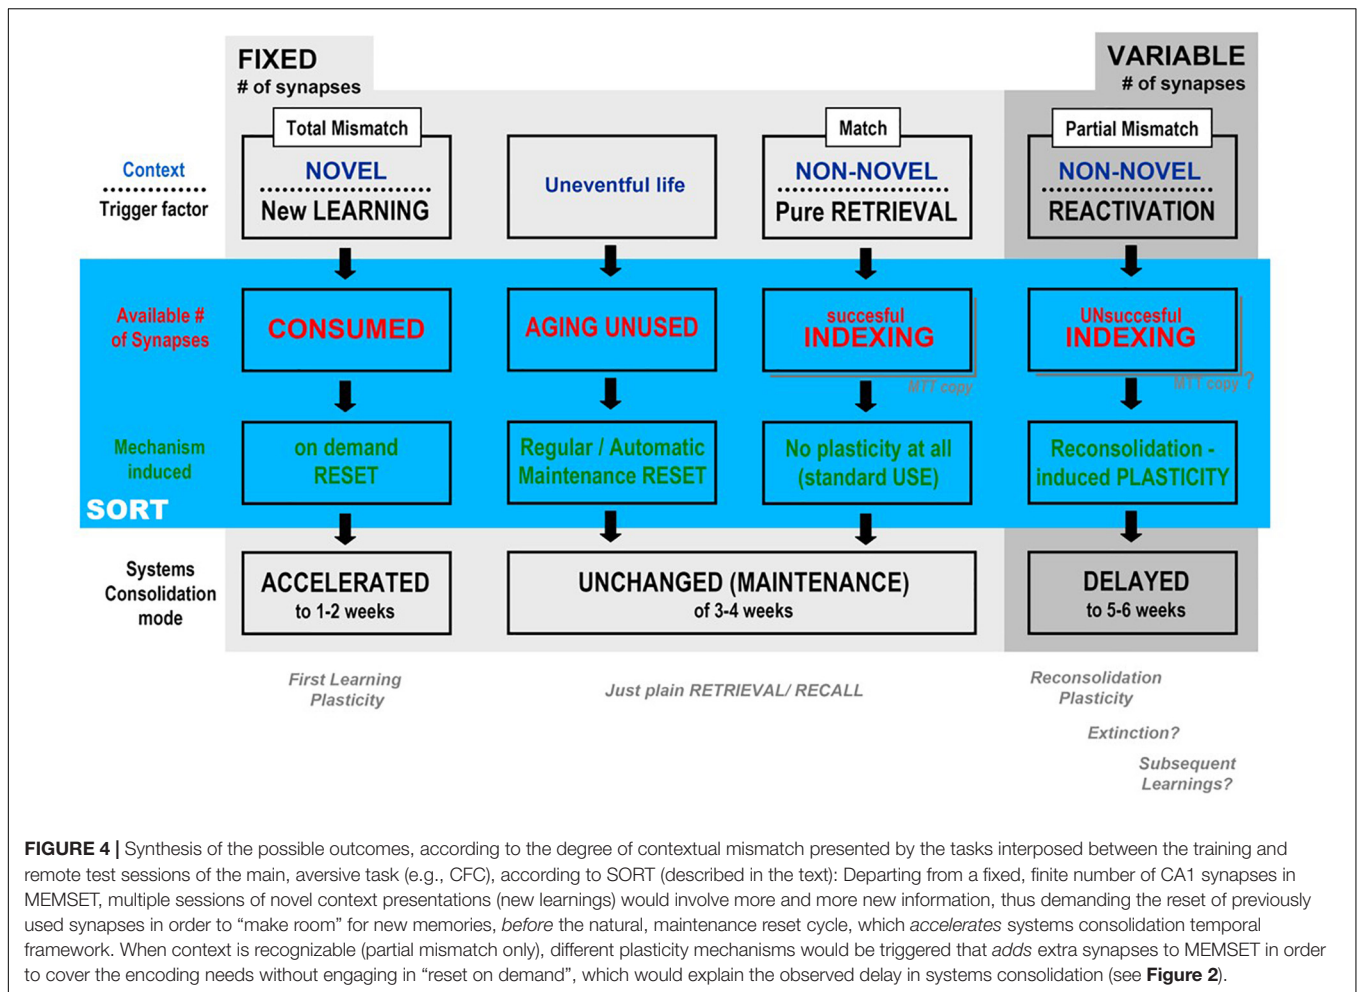 FIXED
# of synapses
VARIABLE
# of synapses
Context
Trigger factor
Total Mismatch
NOVEL
New LEARNING
Uneventful life
Match
NON-NOVEL
Pure RETRIEVAL
Partial Mismatch
NON-NOVEL
REACTIVATION
Available #
of Synapses
CONSUMED
AGING UNUSED
succesful
INDEXING
MTT copy
UNsuccesful
INDEXING
MTT copy ?
Mechanism
induced
on demand
RESET
Regular / Automatic
Maintenance RESET
No plasticity at all
(standard USE)
Reconsolidation -
induced PLASTICITY
SORT
Systems
Consolidation
mode
ACCELERATED
to 1-2 weeks
UNCHANGED (MAINTENANCE)
of 3-4 weeks
DELAYED
to 5-6 weeks
First Learning
Plasticity
Just plain RETRIEVAL/ RECALL
Reconsolidation
Plasticity
Extinction?
Subsequent
Learnings?
FIGURE 4 | Synthesis of the possible outcomes, according to the degree of contextual mismatch presented by the tasks interposed between the training and
remote test sessions of the main, aversive task (e.g., CFC), according to SORT (described in the text): Departing from a fixed, finite number of CA1 synapses in
MEMSET, multiple sessions of novel context presentations (new learnings) would involve more and more new information, thus demanding the reset of previously
used synapses in order to “make room” for new memories, before the natural, maintenance reset cycle, which accelerates systems consolidation temporal
framework. When context is recognizable (partial mismatch only), different plasticity mechanisms would be triggered that adds extra synapses to MEMSET in order
to cover the encoding needs without engaging in “reset on demand”, which would explain the observed delay in systems consolidation (see Figure 2).